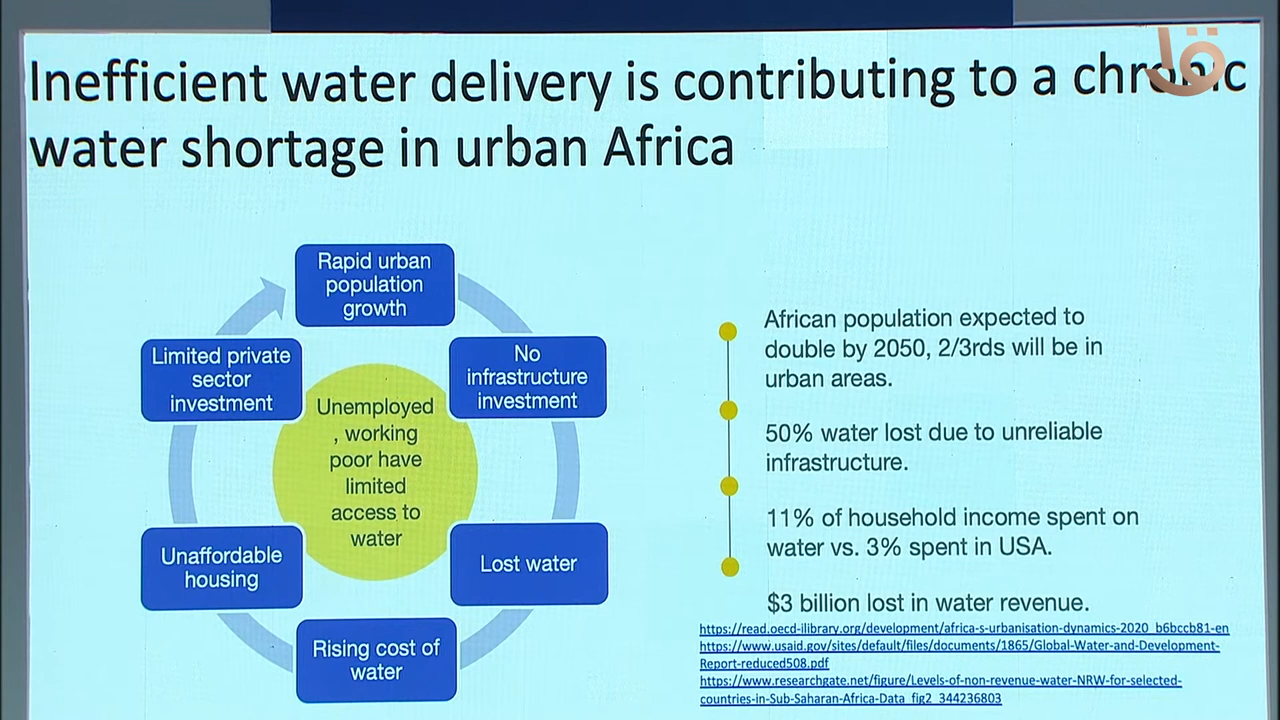 Inefficient water delivery is contributing to a chronic
water shortage in urban Africa
Rapid urban
population
growth
No
infrastructure
investment
Lost water
Rising cost of
water
Unaffordable
housing
Limited private
sector
investment
Unemployed
, working
poor have
limited
access to
water
African population expected to
double by 2050, 2/3rds will be in
urban areas.
50% water lost due to unreliable
infrastructure.
11% of household income spent on
water vs. 3% spent in USA.
$3 billion lost in water revenue.
https://read.oecd-ilibrary.org/development/africa-s-urbanisation-dynamics-2020_b6bccb81-en
https://www.usaid.gov/sites/default/files/documents/1865/Global-Water-and-Development-
Report-reduced508.pdf
https://www.researchgate.net/figure/Levels-of-non-revenue-water-NRW-for-selected-
countries-in-Sub-Saharan-Africa-Data_fig2_344236803